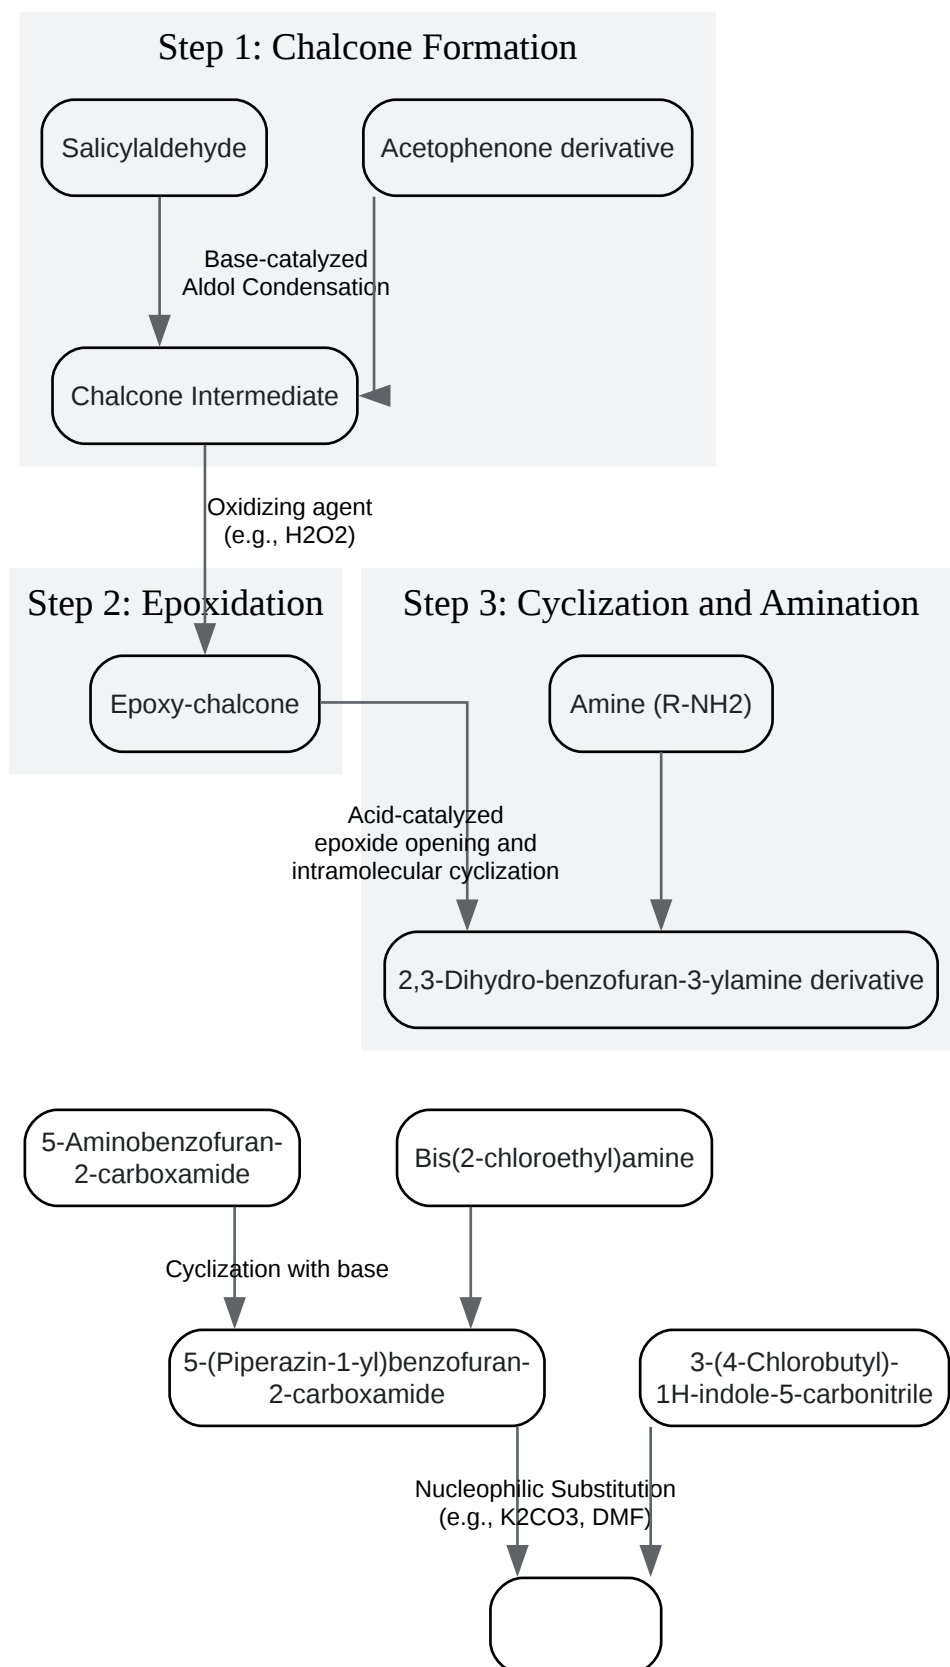 Step 1: Chalcone Formation
Salicylaldehyde
Acetophenone derivative
Base-catalyzed
Aldol Condensation
Chalcone Intermediate
Oxidizing agent
(e.g., H2O2)
Step 2: Epoxidation
Step 3: Cyclization and Amination
Epoxy-chalcone
Amine (R-NH2)
Acid-catalyzed
epoxide opening and
intramolecular cyclization
2,3-Dihydro-benzofuran-3-ylamine derivative
5-Aminobenzofuran-
2-carboxamide
Bis(2-chloroethyl)amine
Cyclization with base
5-(Piperazin-1-yl)benzofuran-
2-carboxamide
3-(4-Chlorobutyl)-
1H-indole-5-carbonitrile
Nucleophilic Substitution
(e.g., K2CO3, DMF)